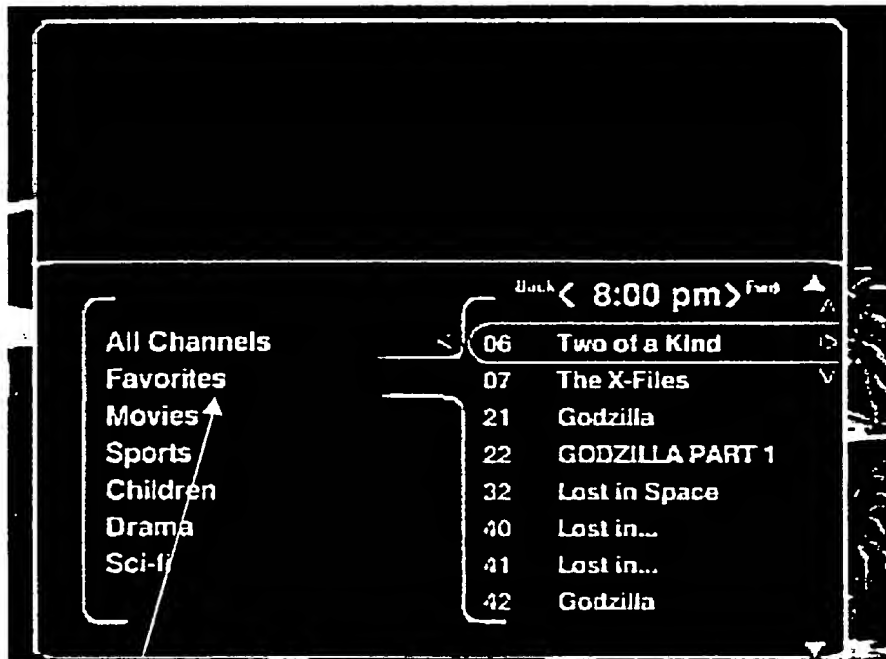 Back < 8:00 pm > Fwd
All Channels
Favorites
Movies
Sports
Children
Drama
Sci-fi
06 Two of a Kind
07 The X-Files
21 Godzilla
22 GODZILLA PART 1
32 Lost in Space
40 Lost in...
41 Lost in...
42 Godzilla